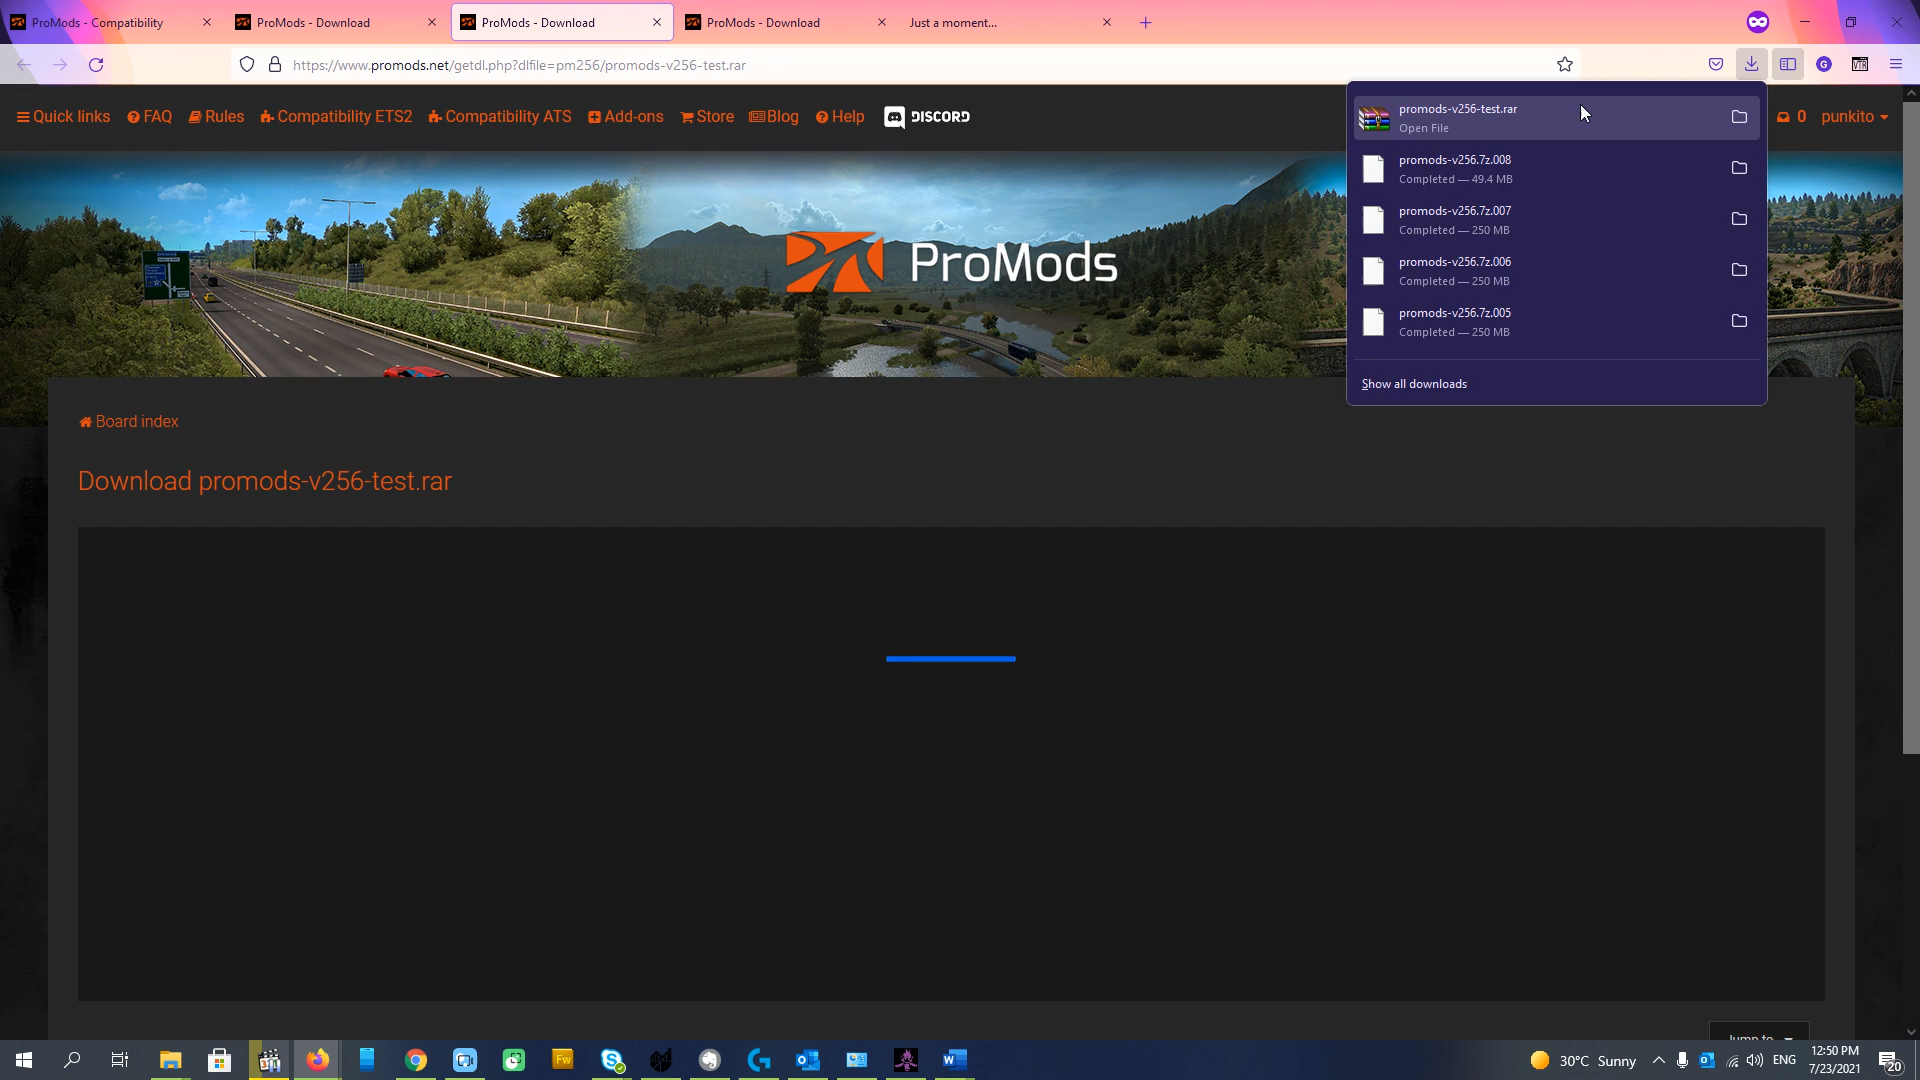 ProMods - Compatibility
ProMods - Download
ProMods - Download
ProMods - Download
Just a moment...
https://www.promods.net/getdl.php?dlfile=pm256/promods-v256-test.rar
G
VTR
Quick links
FAQ
Rules
Compatibility ETS2
Compatibility ATS
Add-ons
Store
Blog
Help
DISCORD
0
punkito
promods-v256-test.rar
Open File
promods-v256.7z.008
Completed — 49.4 MB
promods-v256.7z.007
Completed — 250 MB
promods-v256.7z.006
Completed — 250 MB
promods-v256.7z.005
Completed — 250 MB
Show all downloads
ProMods
Board index
Download promods-v256-test.rar
Jump to
Fw
30°C Sunny
ENG
12:50 PM
7/23/2021
20